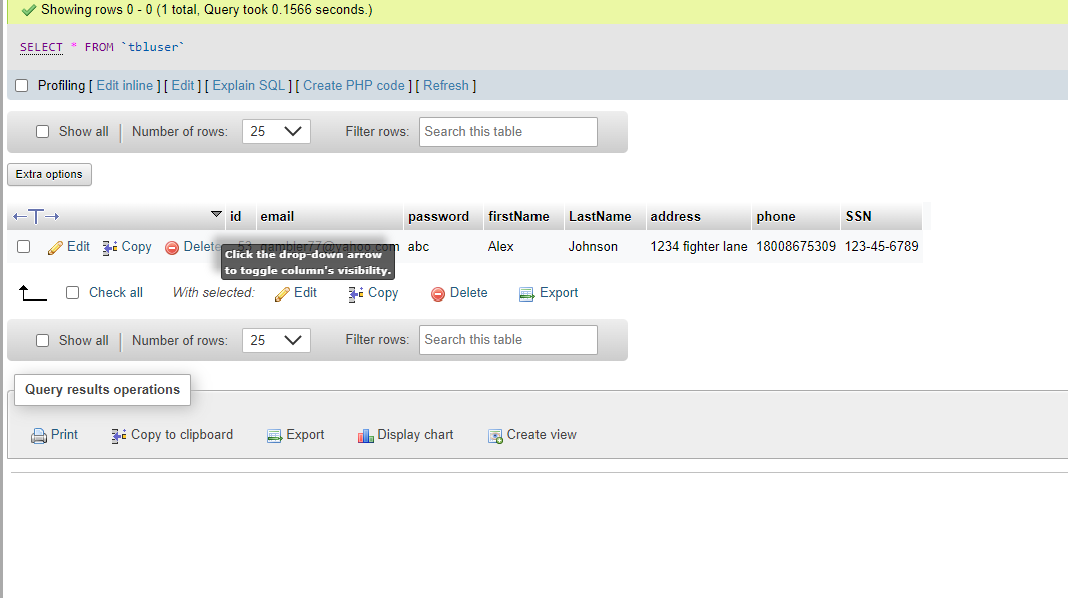 Showing rows 0 - 0 (1 total, Query took 0.1566 seconds.)
SELECT * FROM `tbluser`
Profiling [ Edit inline ] [ Edit ] [ Explain SQL ] [ Create PHP code ] [ Refresh ]
Show all | Number of rows: 25 Filter rows: Search this table
Extra options
←T→ id email password firstName LastName address phone SSN
Edit Copy Delete 53 gambler77@yahoo.com abc Alex Johnson 1234 fighter lane 18008675309 123-45-6789
Click the drop-down arrow
to toggle column's visibility.
Check all With selected: Edit Copy Delete Export
Show all | Number of rows: 25 Filter rows: Search this table
Query results operations
Print Copy to clipboard Export Display chart Create view